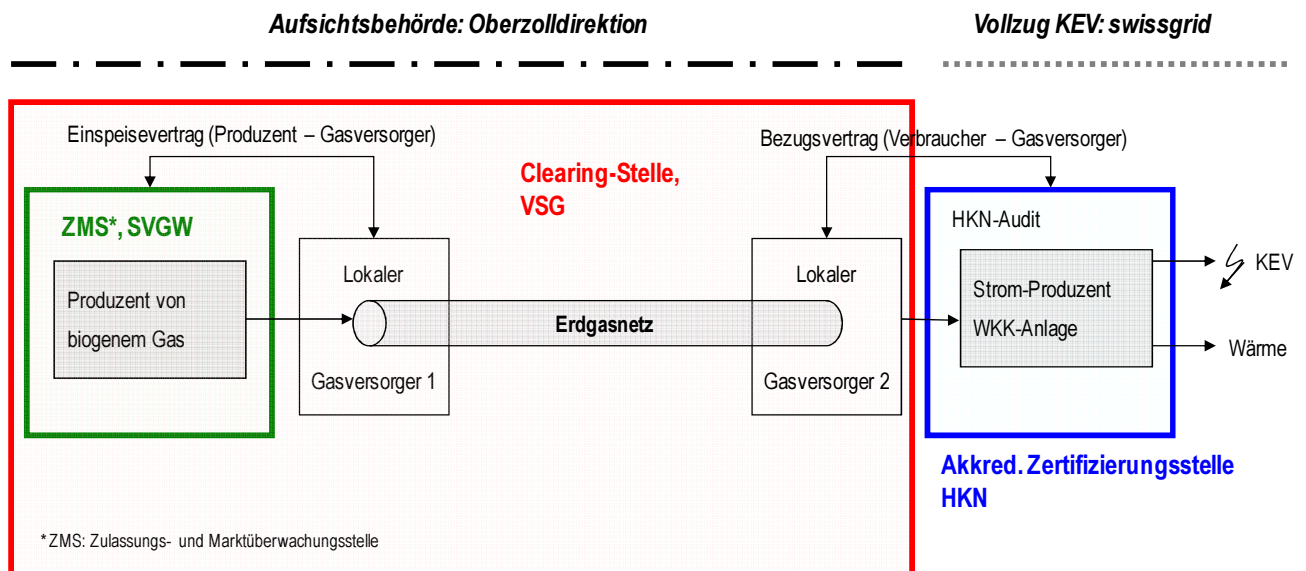 Aufsichtsbehörde: Oberzolldirektion
Vollzug KEV: swissgrid
Einspeisevertrag (Produzent – Gasversorger)
Bezugsvertrag (Verbraucher – Gasversorger)
Clearing-Stelle,
VSG
ZMS*, SVGW
Produzent von
biogenem Gas
Lokaler
Gasversorger 1
Erdgasnetz
Lokaler
Gasversorger 2
HKN-Audit
Strom-Produzent
WKK-Anlage
KEV
Wärme
Akkred. Zertifizierungsstelle
HKN
* ZMS: Zulassungs- und Marktüberwachungsstelle